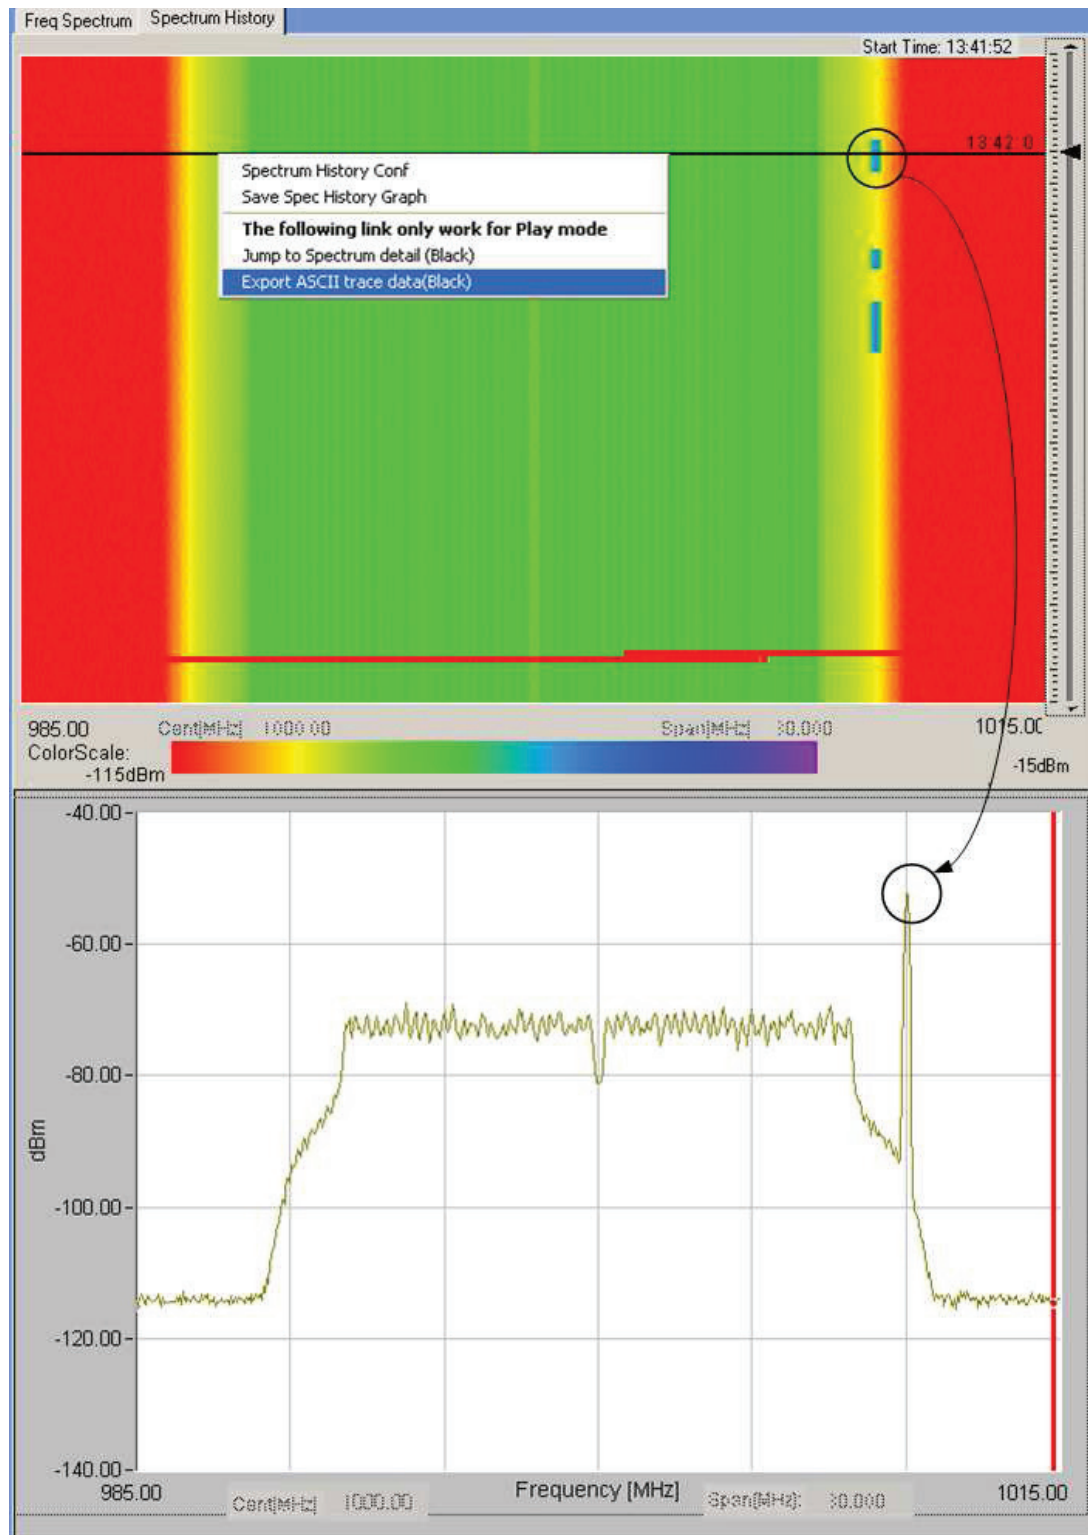 Freq Spectrum Spectrum History
Start Time: 13:41:52
13:42:0
Spectrum History Conf
Save Spec History Graph
The following link only work for Play mode
Jump to Spectrum detail (Black)
Export ASCII trace data(Black)
985.00 Cent[MHz] 1000.00 Span[MHz] 30.000 1015.00
ColorScale:
-115dBm -15dBm
-40.00
-60.00
-80.00
dBm
-100.00
-120.00
-140.00
985.00 Frequency [MHz] 1015.00
Cent[MHz] 1000.00 Span(MHz): 30.000